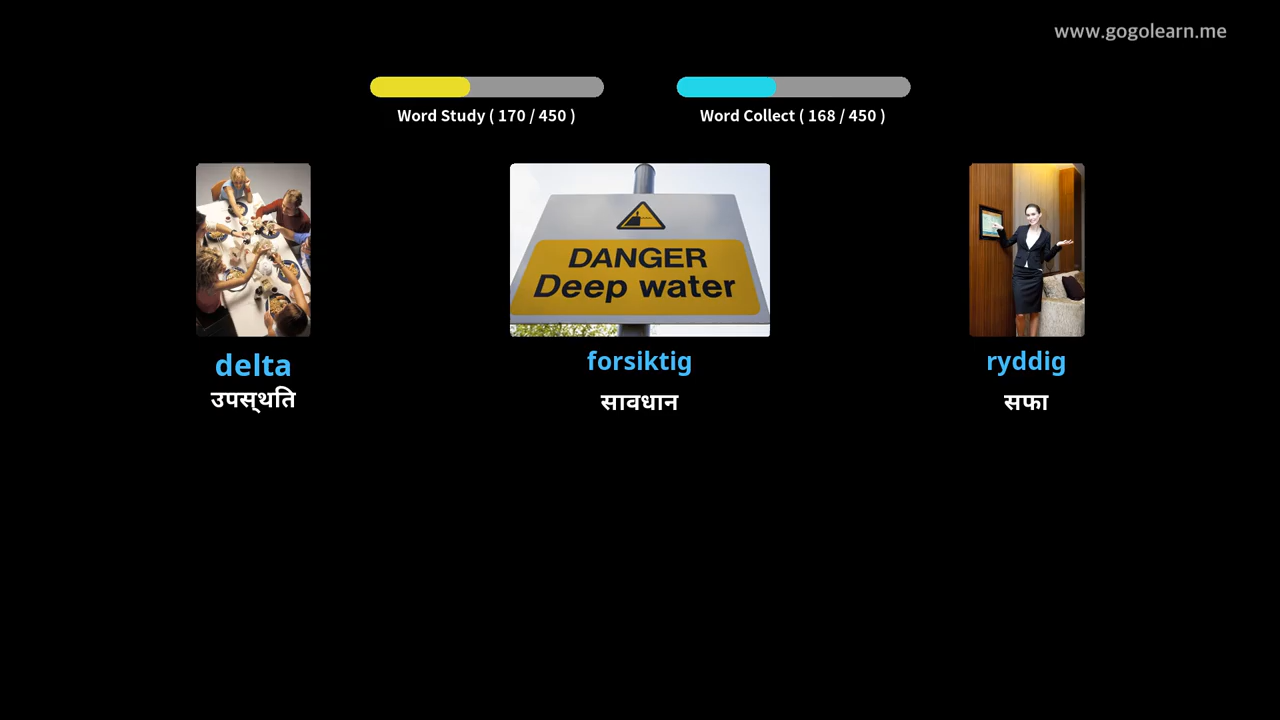 www.gogolearn.me
Word Study ( 170 / 450 )
Word Collect ( 168 / 450 )
DANGER
Deep water
delta
forsiktig
ryddig
उपस्थति
सावधान
सफा